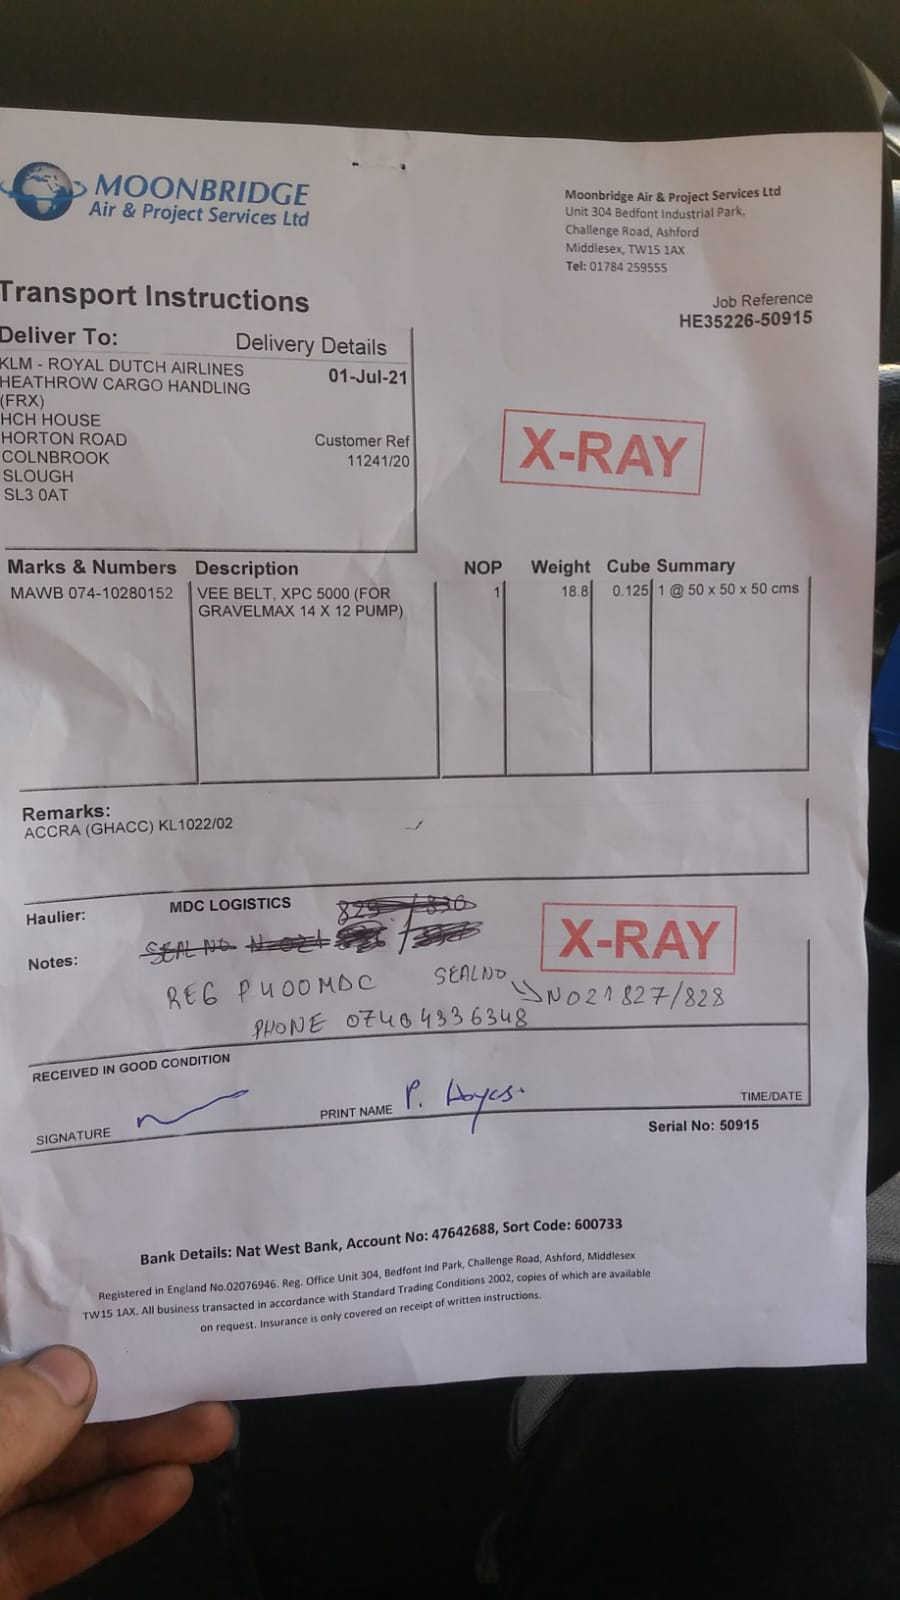 MOONBRIDGE
Air & Project Services Ltd
Moonbridge Air & Project Services Ltd
Unit 304 Bedfont Industrial Park,
Challenge Road, Ashford
Middlesex, TW15 1AX
Tel: 01784 259555
Transport Instructions
Job Reference
HE35226-50915
Deliver To:
Delivery Details
KLM - ROYAL DUTCH AIRLINES
HEATHROW CARGO HANDLING
(FRX)
HCH HOUSE
HORTON ROAD
COLNBROOK
SLOUGH
SL3 0AT
01-Jul-21
Customer Ref
11241/20
X-RAY
Marks & Numbers Description NOP Weight Cube Summary
MAWB 074-10280152 VEE BELT, XPC 5000 (FOR 1 18.8 0.125 1 @ 50 x 50 x 50 cms
GRAVELMAX 14 X 12 PUMP)
Remarks:
ACCRA (GHACC) KL1022/02
Haulier: MDC LOGISTICS
Notes: SEAL NO
X-RAY
REG P400MDC SEALNO
NO21827/828
PHONE 07404336348
RECEIVED IN GOOD CONDITION
SIGNATURE
PRINT NAME P. Hayes.
TIME/DATE
Serial No: 50915
Bank Details: Nat West Bank, Account No: 47642688, Sort Code: 600733
Registered in England No.02076946. Reg. Office Unit 304, Bedfont Ind Park, Challenge Road, Ashford, Middlesex
TW15 1AX. All business transacted in accordance with Standard Trading Conditions 2002, copies of which are available
on request. Insurance is only covered on receipt of written instructions.